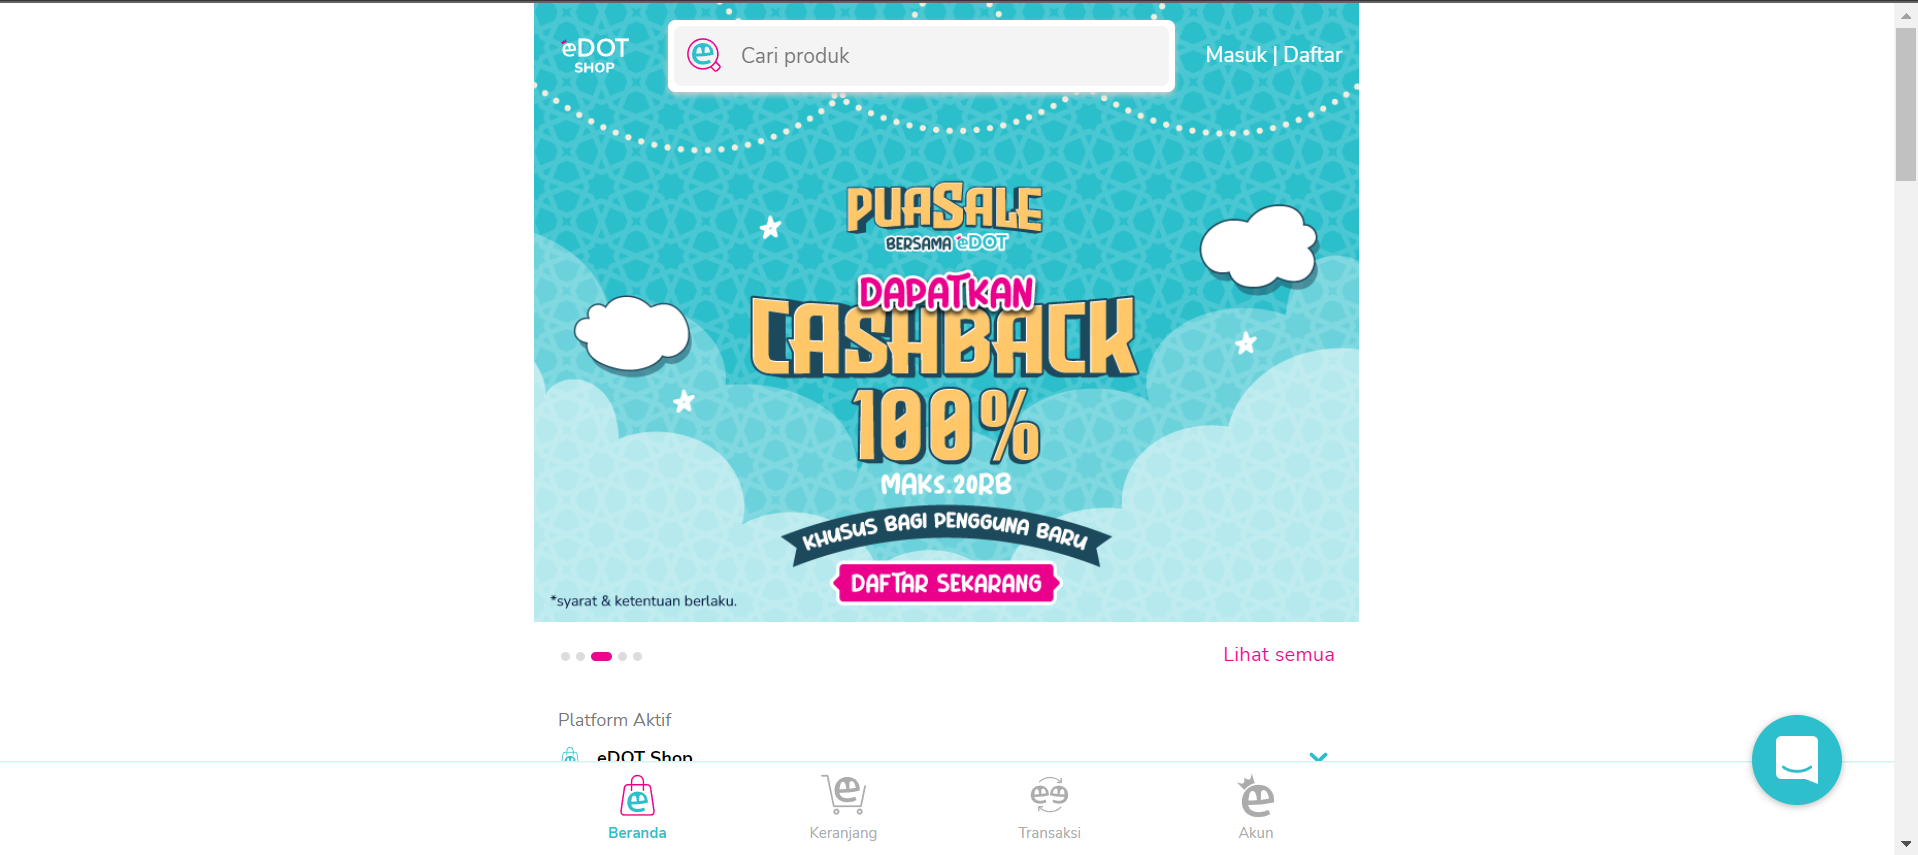 eDOT
SHOP
Cari produk
Masuk | Daftar
PUASALE
BERSAMA eDOT
DAPATKAN
CASHBACK
100%
MAKS.20RB
KHUSUS BAGI PENGGUNA BARU
DAFTAR SEKARANG
*syarat & ketentuan berlaku.
Lihat semua
Platform Aktif
eDOT Shop
Beranda
Keranjang
Transaksi
Akun